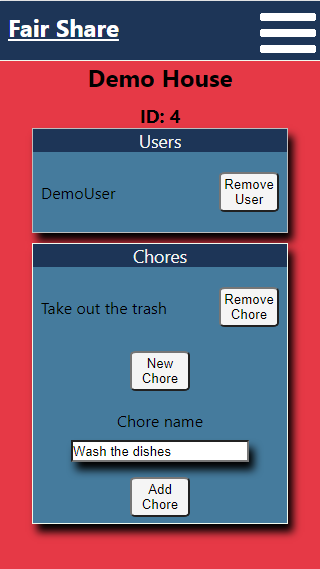 Fair Share
Demo House
ID: 4
Users
DemoUser
Remove
User
Chores
Take out the trash
Remove
Chore
New
Chore
Chore name
Wash the dishes
Add
Chore